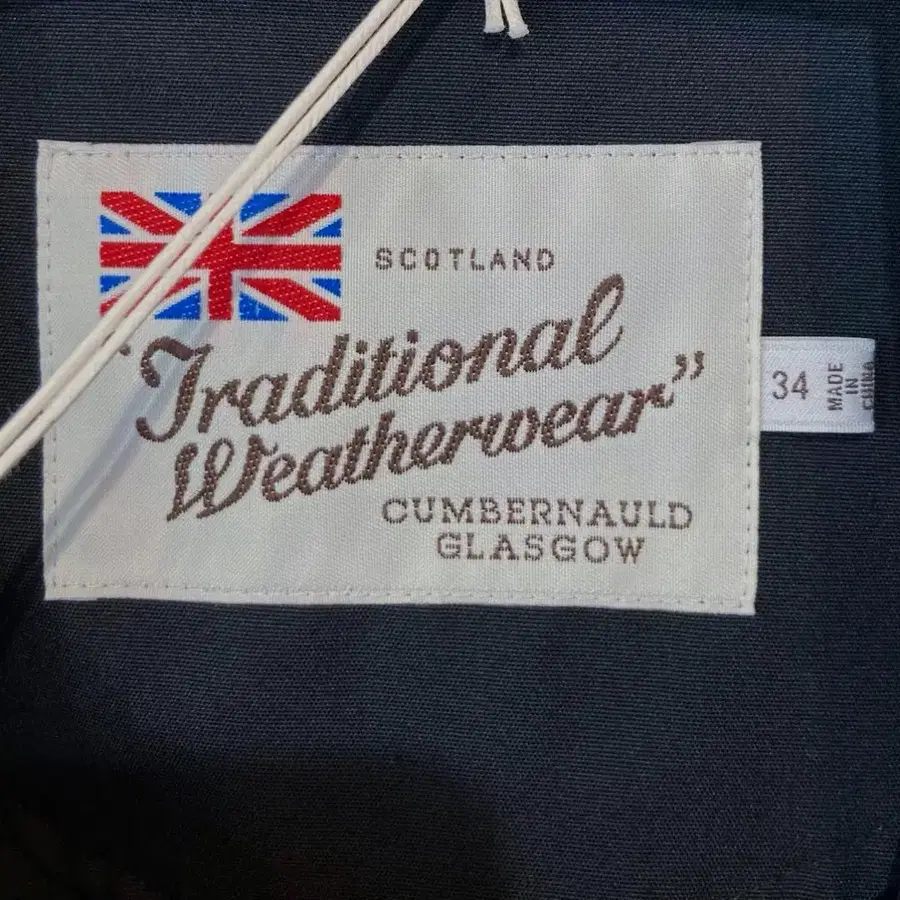 SCOTLAND
"Traditional
Weatherwear"
CUMBERNAULD
GLASGOW
34
MADE
IN
CHINA